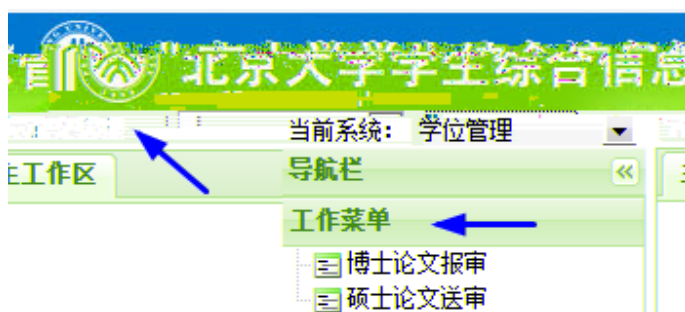 北京大学学生综合信息
当前系统： 学位管理
主工作区
导航栏
工作菜单
博士论文报审
硕士论文送审